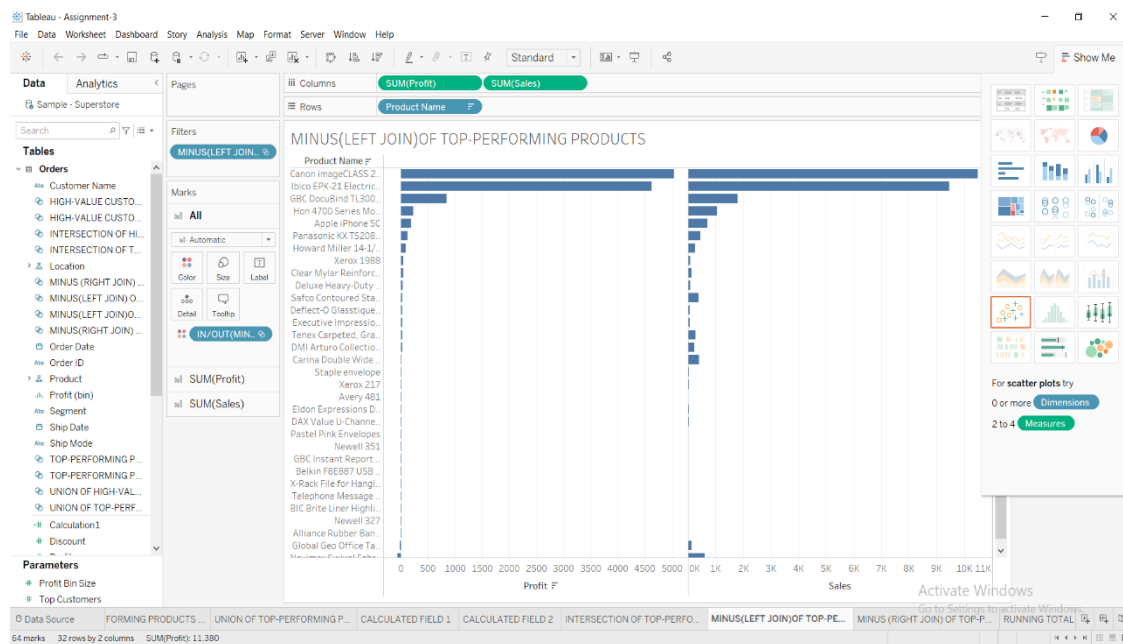 Tableau - Assignment-3
File Data Worksheet Dashboard Story Analysis Map Format Server Window Help
Standard
Show Me
Data Analytics
Sample - Superstore
Search
Tables
Orders
Abc Customer Name
HIGH-VALUE CUSTO...
HIGH-VALUE CUSTO...
INTERSECTION OF HI...
INTERSECTION OF T...
Location
MINUS (RIGHT JOIN) ...
MINUS(LEFT JOIN) O...
MINUS(LEFT JOIN)O...
MINUS(RIGHT JOIN) ...
Order Date
Abc Order ID
Product
Profit (bin)
Abc Segment
Ship Date
Abc Ship Mode
TOP-PERFORMING P...
TOP-PERFORMING P...
UNION OF HIGH-VAL...
UNION OF TOP-PERF...
Calculation1
Discount
Parameters
Profit Bin Size
Top Customers
Pages
Filters
MINUS(LEFT JOIN..
Marks
All
Automatic
Color Size Label
Detail Tooltip
IN/OUT(MIN..
SUM(Profit)
SUM(Sales)
Columns SUM(Profit) SUM(Sales)
Rows Product Name
MINUS(LEFT JOIN)OF TOP-PERFORMING PRODUCTS
Product Name
Canon imageCLASS 2..
Ibico EPK-21 Electric..
GBC DocuBind TL300..
Hon 4700 Series Mo..
Apple iPhone 5C
Panasonic KX TS208..
Howard Miller 14-1/..
Xerox 1988
Clear Mylar Reinforc..
Deluxe Heavy-Duty ..
Safco Contoured Sta..
Deflect-O Glasstique..
Executive Impressio..
Tenex Carpeted, Gra..
DMI Arturo Collectio..
Carina Double Wide ..
Staple envelope
Xerox 217
Avery 481
Eldon Expressions D..
DAX Value U-Channe..
Pastel Pink Envelopes
Newell 351
GBC Instant Report ..
Belkin F8E887 USB ..
X-Rack File for Hangi..
Telephone Message ..
BIC Brite Liner Highli..
Newell 327
Alliance Rubber Ban..
Global Geo Office Ta..
0 500 1000 1500 2000 2500 3000 3500 4000 4500 5000 0K 1K 2K 3K 4K 5K 6K 7K 8K 9K 10K 11K
Profit Sales
For scatter plots try
0 or more Dimensions
2 to 4 Measures
Activate Windows
Go to Settings to activate Windows.
Data Source FORMING PRODUCTS ... UNION OF TOP-PERFORMING P... CALCULATED FIELD 1 CALCULATED FIELD 2 INTERSECTION OF TOP-PERFO... MINUS(LEFT JOIN)OF TOP-PE... MINUS (RIGHT JOIN) OF TOP-P... RUNNING TOTAL
64 marks 32 rows by 2 columns SUM(Profit): 11.380